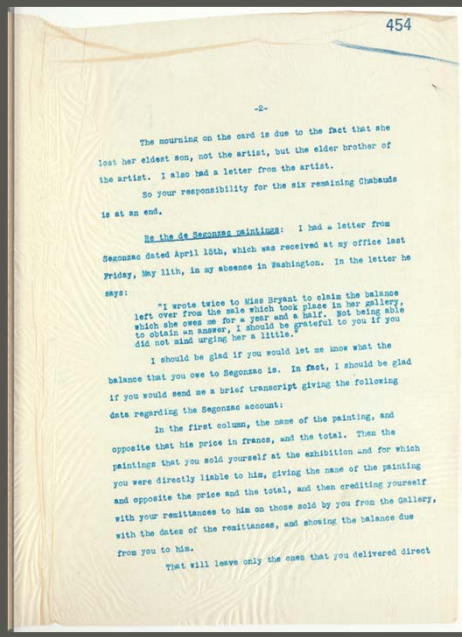 454
-2-
The mourning on the card is due to the fact that she
lost her eldest son, not the artist, but the elder brother of
the artist. I also had a letter from the artist.
So your responsibility for the six remaining Chabauds
is at an end.
Re the de Segonzac paintings: I had a letter from
Segonzac dated April 15th, which was received at my office last
Friday, May 11th, in my absence in Washington. In the letter he
says:
"I wrote twice to Miss Bryant to claim the balance
left over from the sale which took place in her gallery,
which she owes me for a year and a half. Not being able
to obtain an answer, I should be grateful to you if you
did not mind urging her a little."
I should be glad if you would let me know what the
balance that you owe to Segonzac is. In fact, I should be glad
if you would send me a brief transcript giving the following
data regarding the Segonzac account:
In the first column, the name of the painting, and
opposite that his price in francs, and the total. Then the
paintings that you sold yourself at the exhibition and for which
you were directly liable to him, giving the name of the painting
and opposite the price and the total, and then crediting yourself
with your remittances to him on those sold by you from the Gallery,
with the dates of the remittances, and showing the balance due
from you to him.
That will leave only the ones that you delivered direct